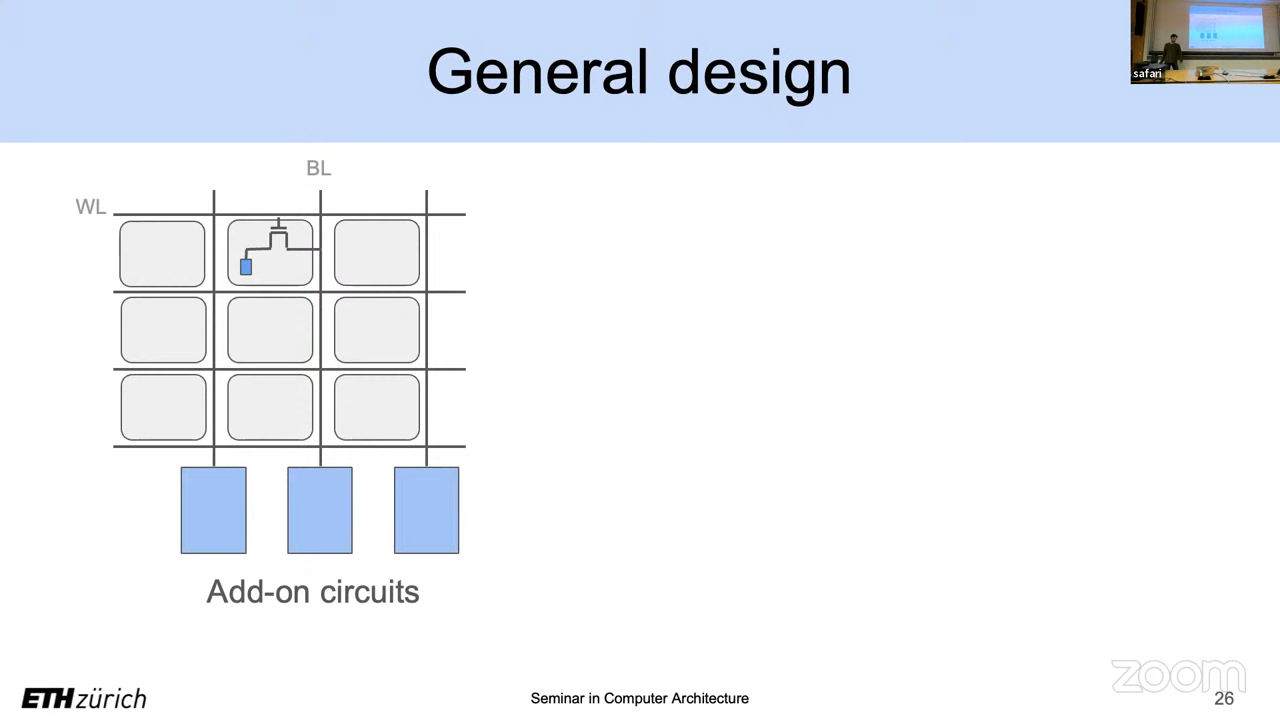 General design
safari
BL
WL
Add-on circuits
ETH zürich
Seminar in Computer Architecture
zoom
26